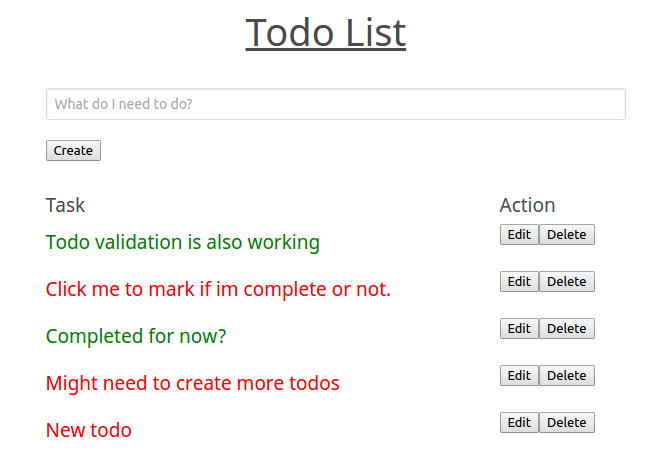 Todo List
What do I need to do?
Create
Task Action
Todo validation is also working Edit Delete
Click me to mark if im complete or not. Edit Delete
Completed for now? Edit Delete
Might need to create more todos Edit Delete
New todo Edit Delete